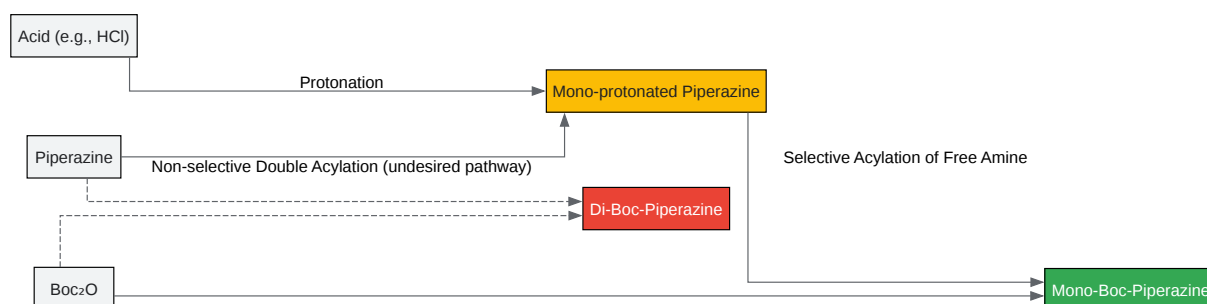 Acid (e.g., HCl)
Protonation
Mono-protonated Piperazine
Piperazine
Non-selective Double Acylation (undesired pathway)
Selective Acylation of Free Amine
Di-Boc-Piperazine
Boc₂O
Mono-Boc-Piperazine